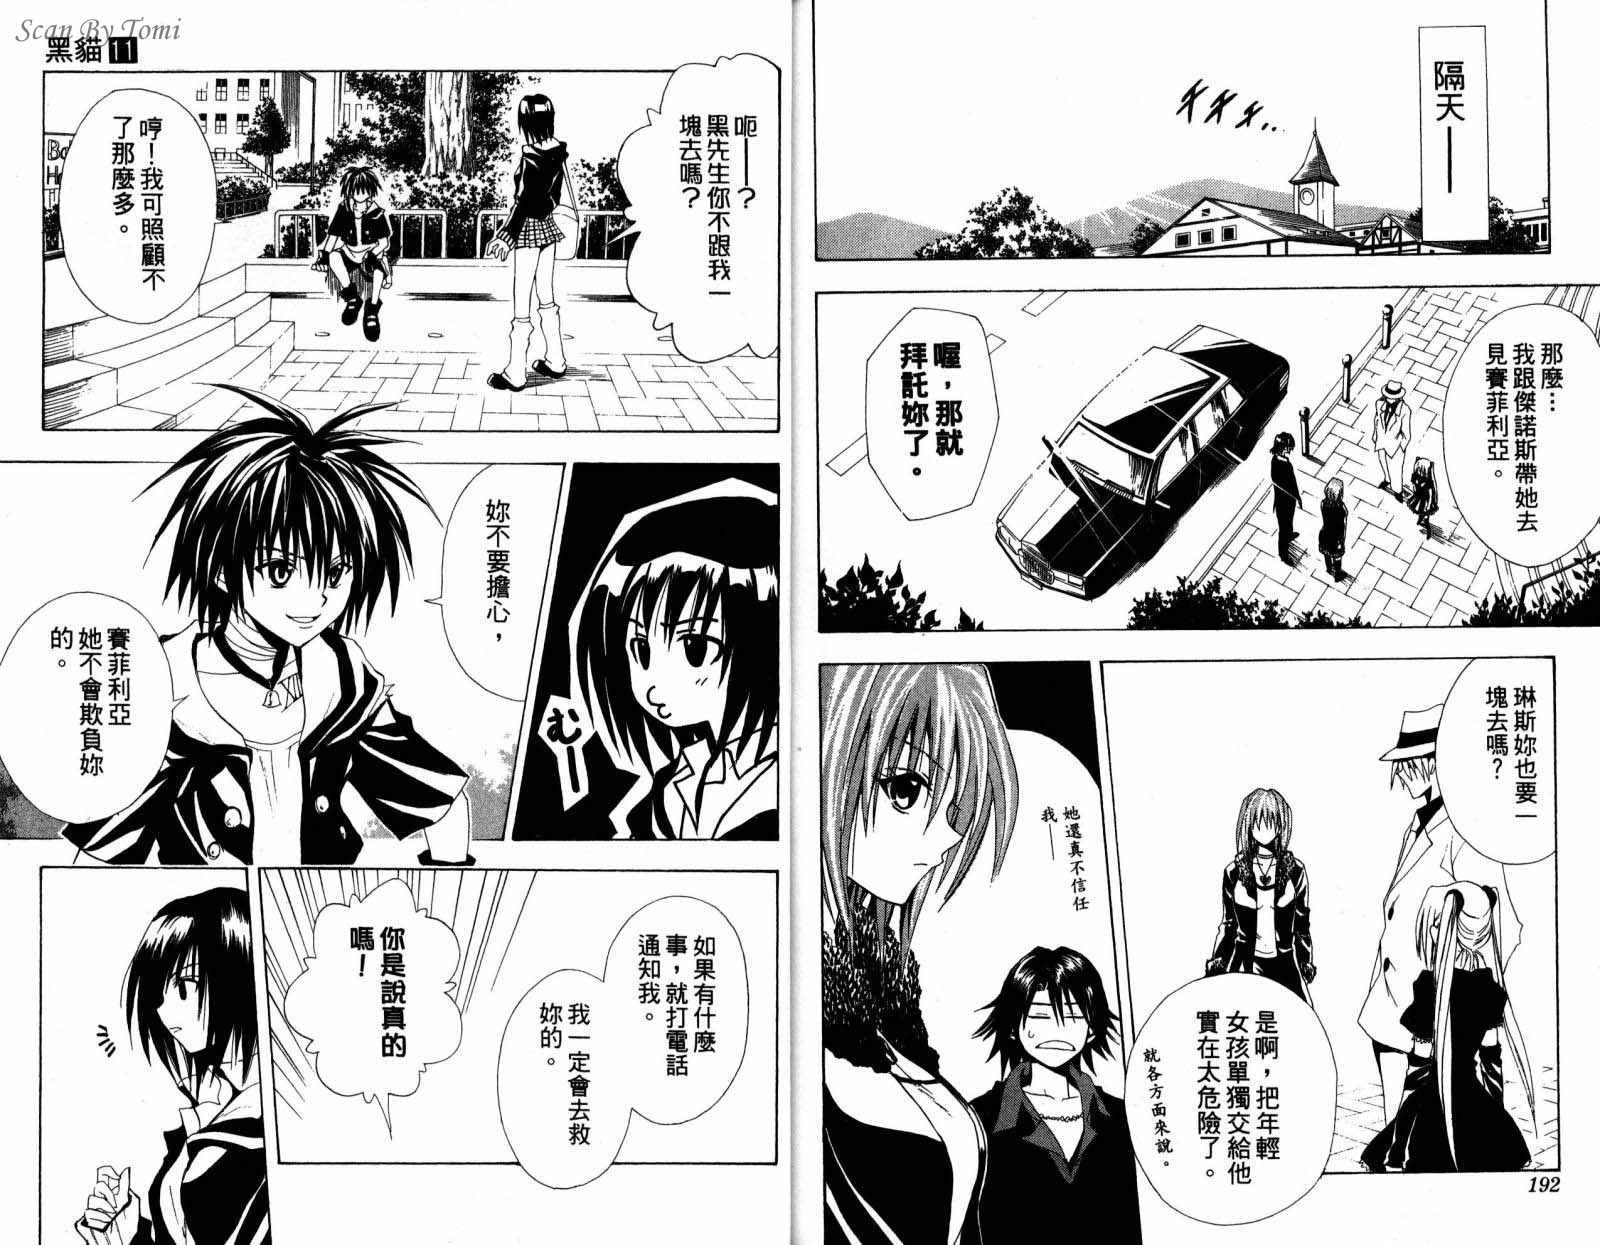 Scan By Tomi
黑貓 11
隔天——
チチチ..
那麼…
我跟傑諾斯帶她去
見賽菲利亞。
喔，那就
拜託妳了。
琳斯妳也要一
塊去嗎？
是啊，把年輕
女孩單獨交給他
實在太危險了。
就各方面來說。
她還真不信任
我——
192
呃——？
黑先生你不跟我一
塊去嗎？
哼！我可照顧不
了那麼多。
むー
妳不要擔心，
賽菲利亞
她不會欺負妳
的。
如果有什麼
事，就打電話
通知我。
我一定會去救
妳的。
你是說真的
嗎！